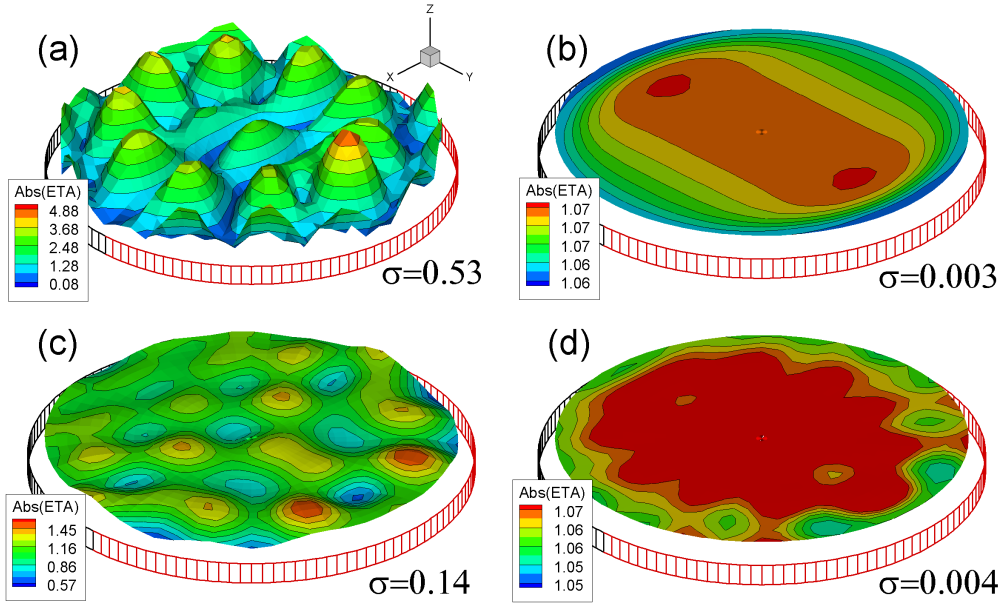 (a)
Z
X
Y
Abs(ETA)
4.88
3.68
2.48
1.28
0.08
σ=0.53
(b)
Abs(ETA)
1.07
1.07
1.07
1.06
1.06
σ=0.003
(c)
Abs(ETA)
1.45
1.16
0.86
0.57
σ=0.14
(d)
Abs(ETA)
1.07
1.06
1.06
1.05
1.05
σ=0.004